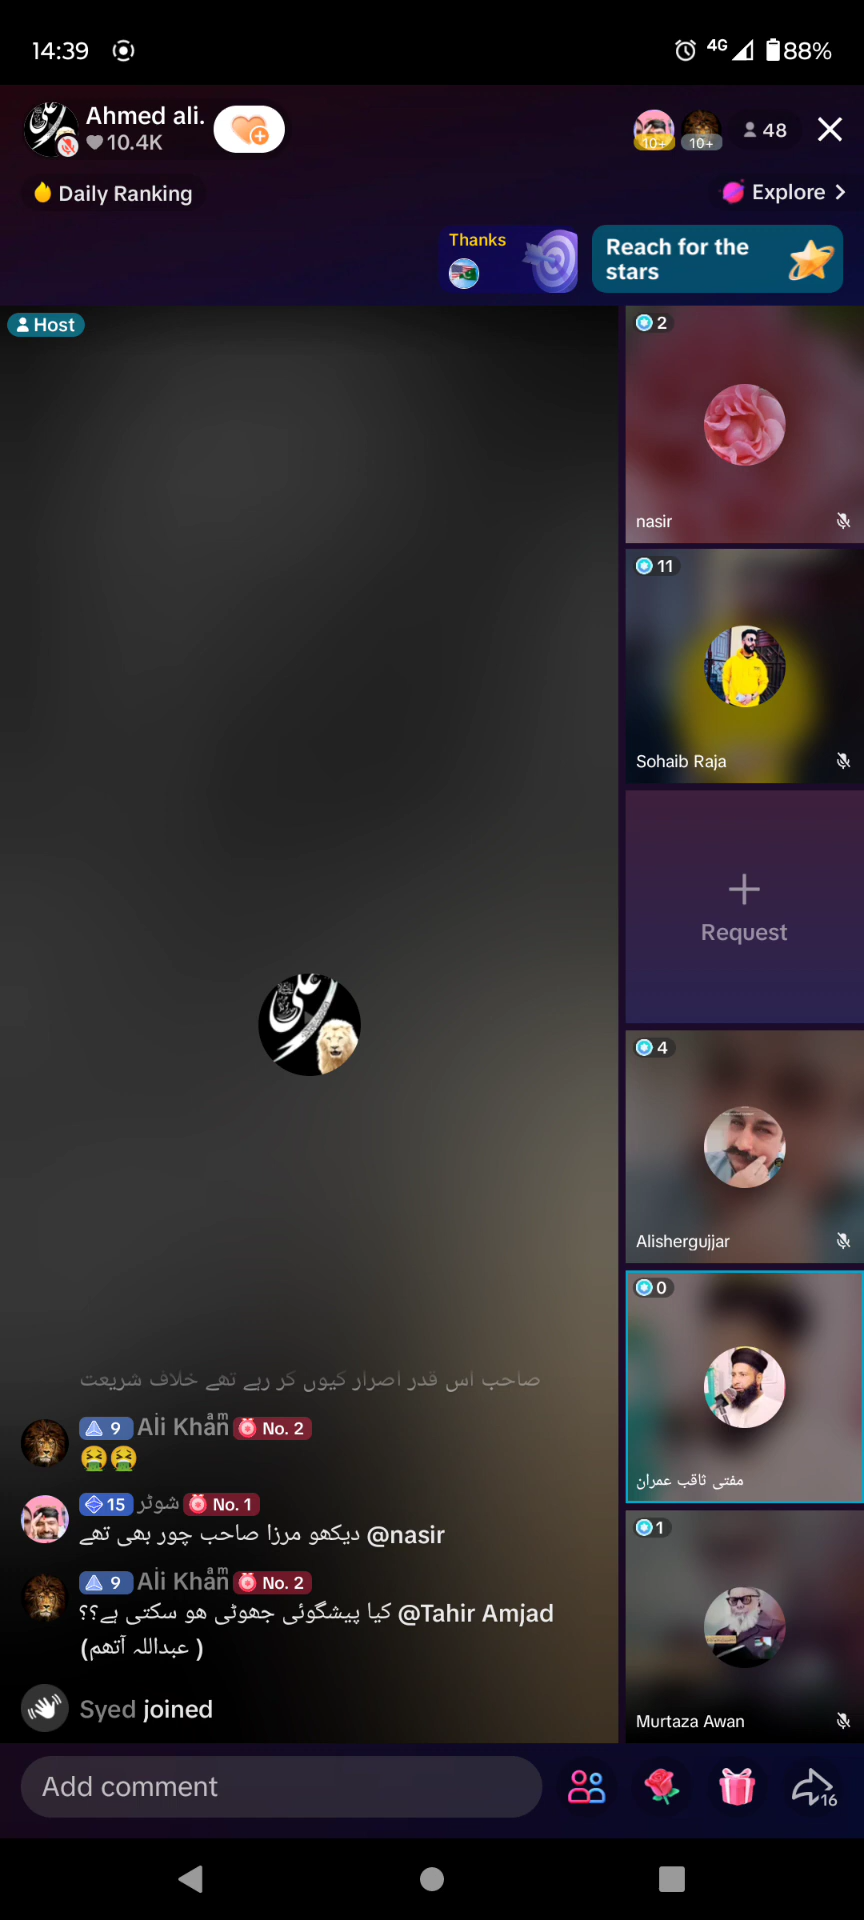 14:39
4G
88%
Ahmed ali.
10.4K
10+
10+
48
Daily Ranking
Explore
Thanks
Reach for the
stars
Host
2
nasir
11
Sohaib Raja
Request
4
Alishergujjar
0
مفتی ثاقب عمران
1
Murtaza Awan
صاحب اس قدر اصرار کیوں کر رہے تھے خلاف شریعت
9 Ali Khan No. 2
🤮🤮
15 شوٹر No. 1
@nasir دیکھو مرزا صاحب چور بھی تھے
9 Ali Khan No. 2
@Tahir Amjad کیا پیشگوئی جھوٹی ھو سکتی ہے؟؟
( عبداللہ آتھم)
Syed joined
Add comment
16